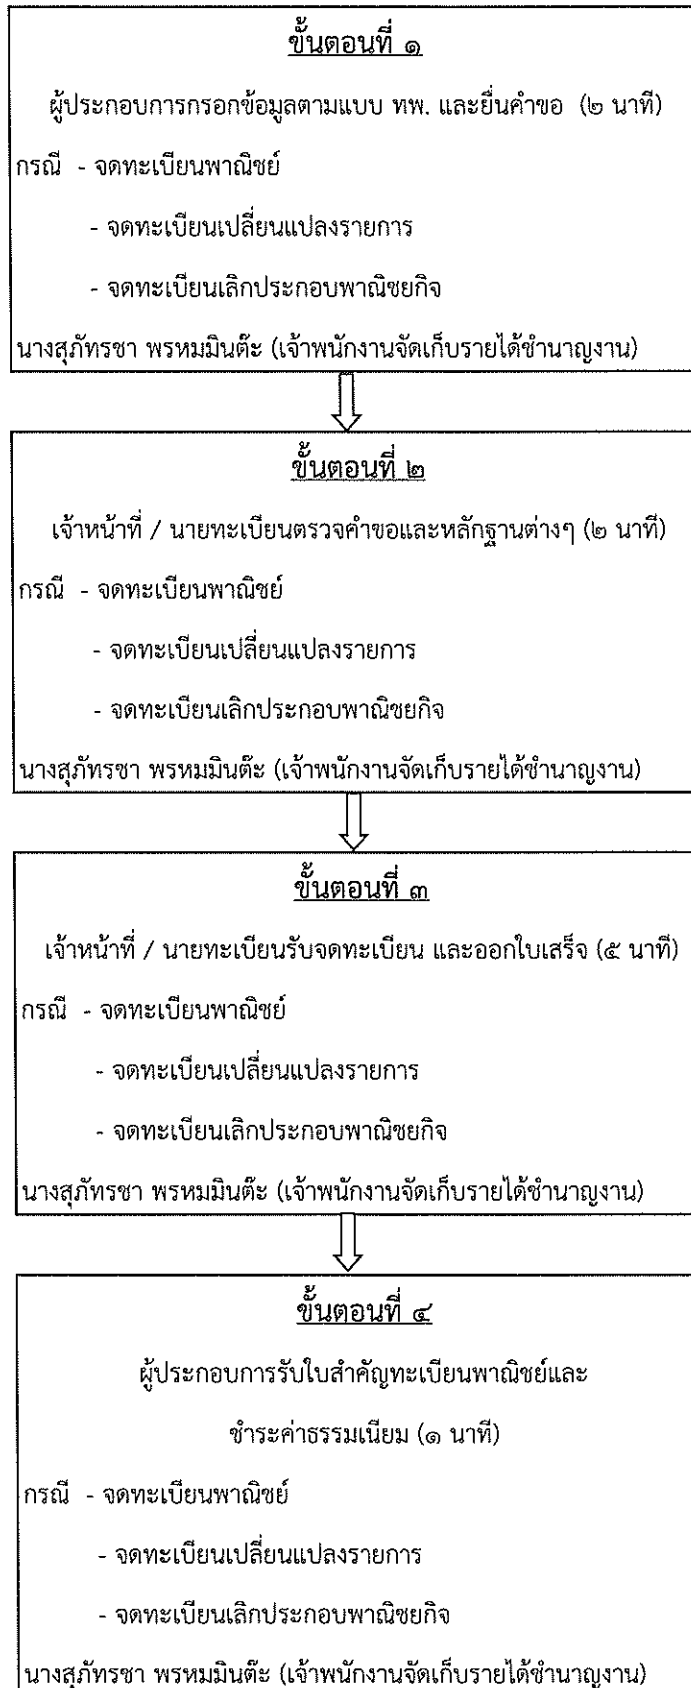 ขั้นตอนที่ ๑
ผู้ประกอบการกรอกข้อมูลตามแบบ ทพ. และยื่นคำขอ (๒ นาที)
กรณี - จดทะเบียนพาณิชย์
- จดทะเบียนเปลี่ยนแปลงรายการ
- จดทะเบียนเลิกประกอบพาณิชยกิจ
นางสุภัทรชา พรหมมินต๊ะ (เจ้าพนักงานจัดเก็บรายได้ชำนาญงาน)
ขั้นตอนที่ ๒
เจ้าหน้าที่ / นายทะเบียนตรวจคำขอและหลักฐานต่างๆ (๒ นาที)
กรณี - จดทะเบียนพาณิชย์
- จดทะเบียนเปลี่ยนแปลงรายการ
- จดทะเบียนเลิกประกอบพาณิชยกิจ
นางสุภัทรชา พรหมมินต๊ะ (เจ้าพนักงานจัดเก็บรายได้ชำนาญงาน)
ขั้นตอนที่ ๓
เจ้าหน้าที่ / นายทะเบียนรับจดทะเบียน และออกใบเสร็จ (๕ นาที)
กรณี - จดทะเบียนพาณิชย์
- จดทะเบียนเปลี่ยนแปลงรายการ
- จดทะเบียนเลิกประกอบพาณิชยกิจ
นางสุภัทรชา พรหมมินต๊ะ (เจ้าพนักงานจัดเก็บรายได้ชำนาญงาน)
ขั้นตอนที่ ๔
ผู้ประกอบการรับใบสำคัญทะเบียนพาณิชย์และ
ชำระค่าธรรมเนียม (๑ นาที)
กรณี - จดทะเบียนพาณิชย์
- จดทะเบียนเปลี่ยนแปลงรายการ
- จดทะเบียนเลิกประกอบพาณิชยกิจ
นางสุภัทรชา พรหมมินต๊ะ (เจ้าพนักงานจัดเก็บรายได้ชำนาญงาน)